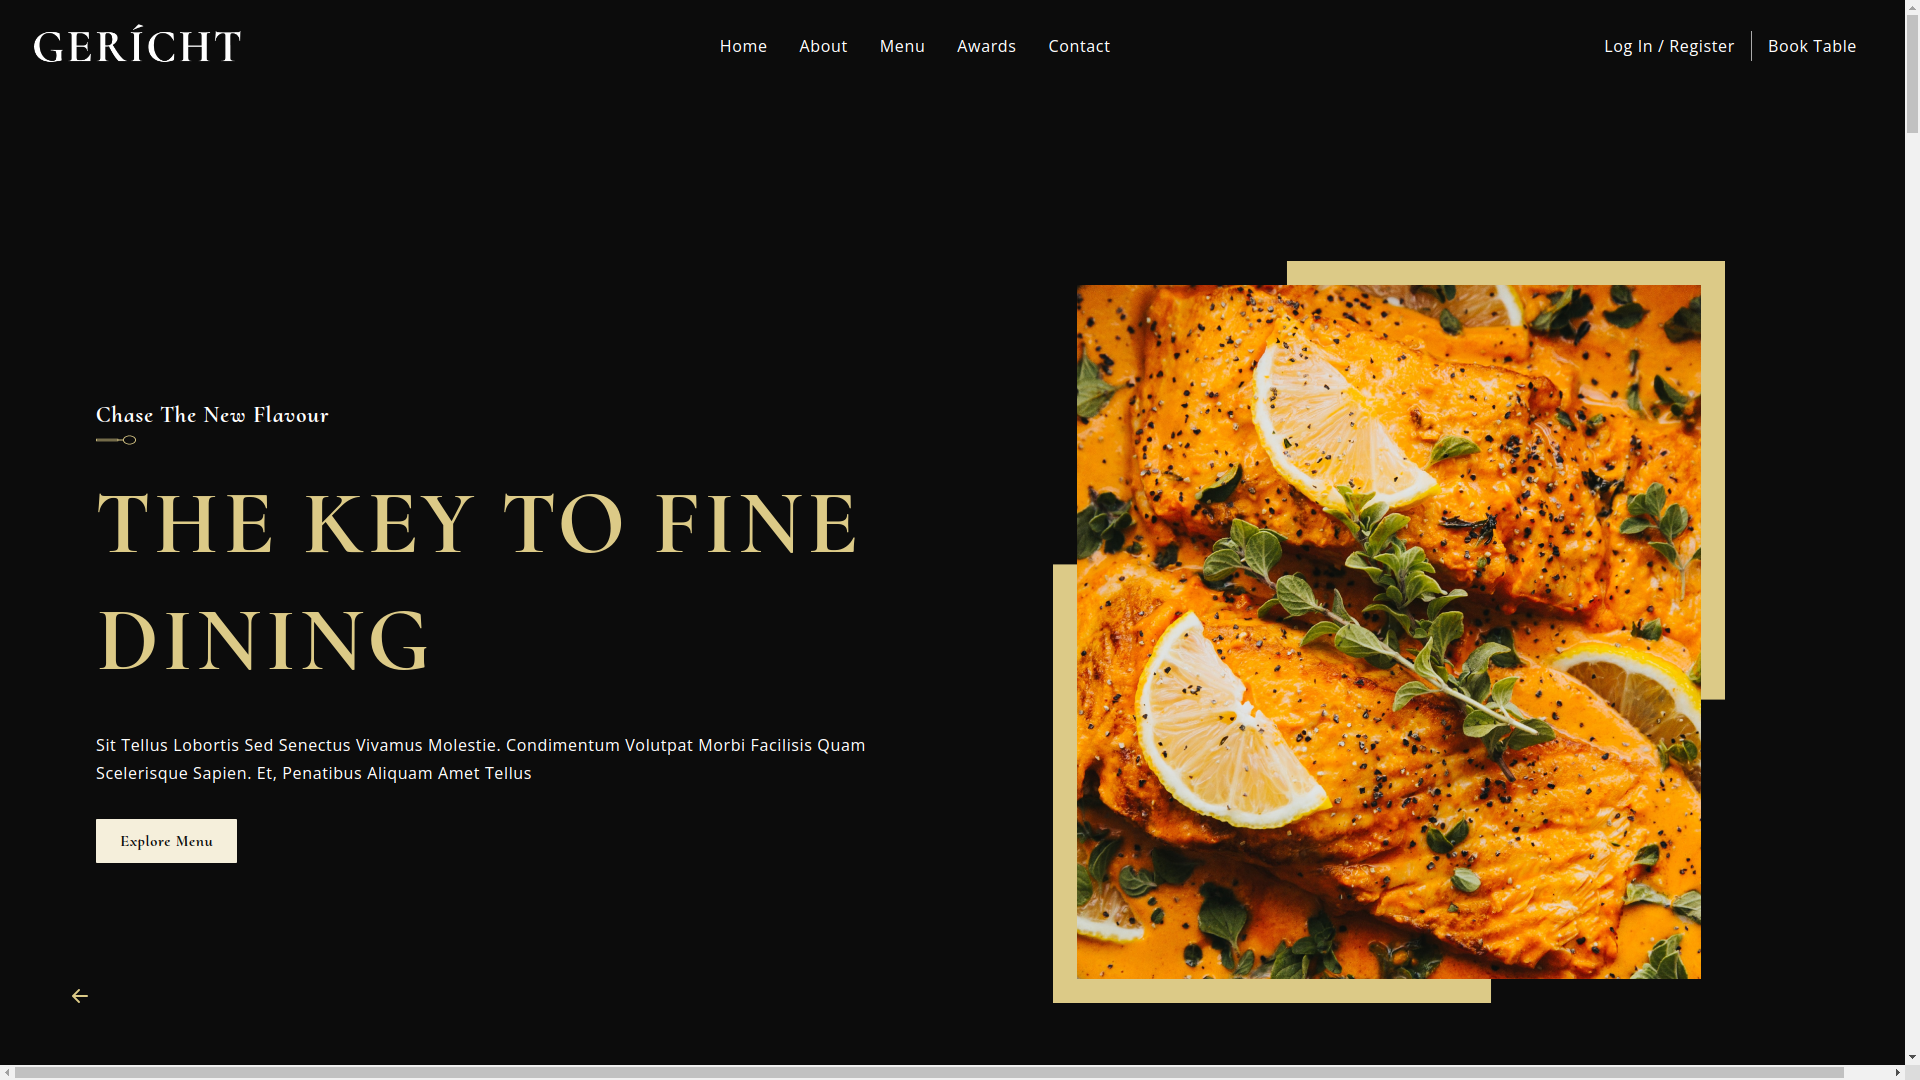 GERÍCHT
Home
About
Menu
Awards
Contact
Log In / Register
Book Table
Chase The New Flavour
THE KEY TO FINE
DINING
Sit Tellus Lobortis Sed Senectus Vivamus Molestie. Condimentum Volutpat Morbi Facilisis Quam
Scelerisque Sapien. Et, Penatibus Aliquam Amet Tellus
Explore Menu